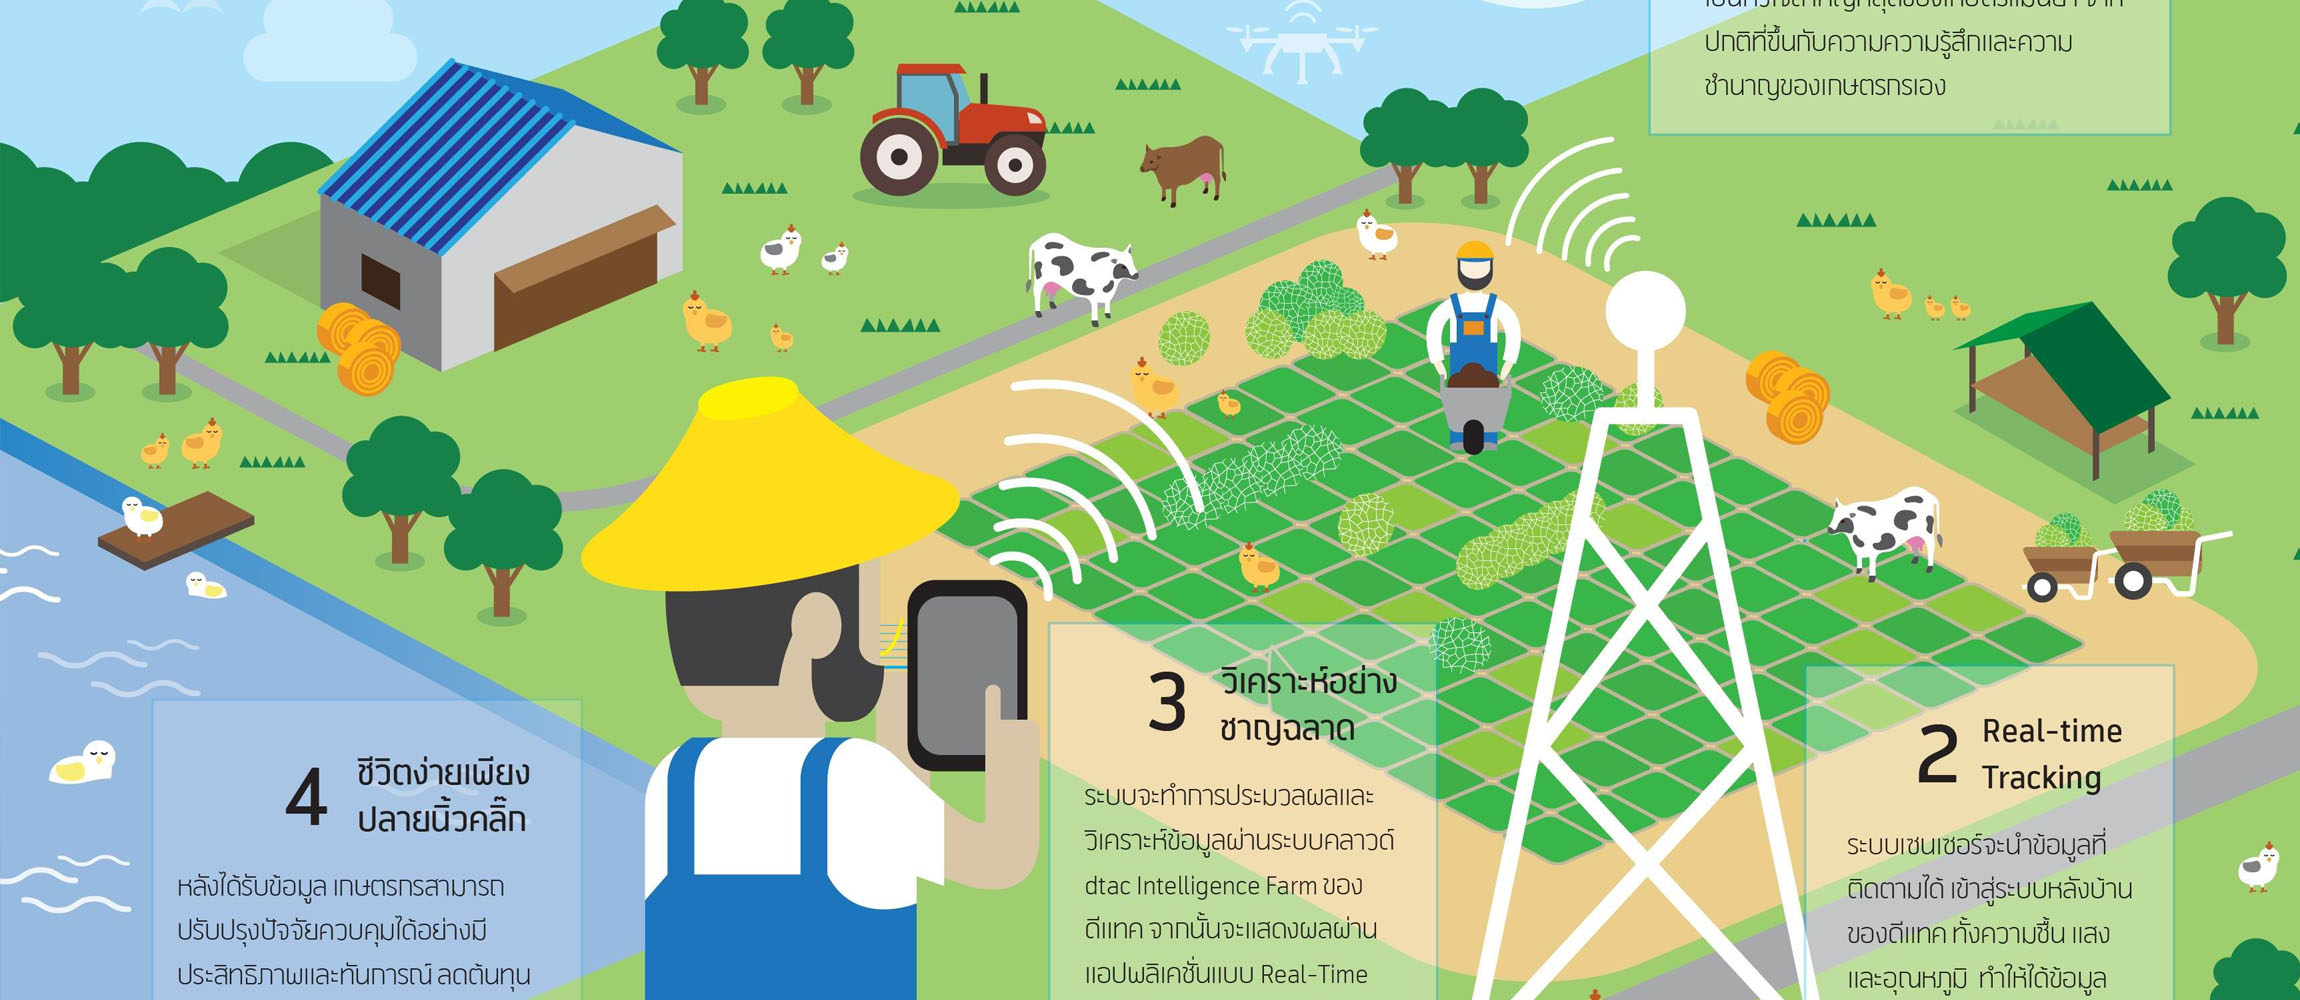 ปกติที่ขึ้นกับความความรู้สึกและความ
ชำนาญของเกษตรกรเอง
2 Real-time
Tracking
ระบบเซนเซอร์จะนำข้อมูลที่
ติดตามได้ เข้าสู่ระบบหลังบ้าน
ของดีแทค ทั้งความชื้น แสง
และอุณหภูมิ ทำให้ได้ข้อมูล
3 วิเคราะห์อย่าง
ชาญฉลาด
ระบบจะทำการประมวลผลและ
วิเคราะห์ข้อมูลผ่านระบบคลาวด์
dtac Intelligence Farm ของ
ดีแทค จากนั้นจะแสดงผลผ่าน
แอปพลิเคชั่นแบบ Real-Time
4 ชีวิตง่ายเพียง
ปลายนิ้วคลิ๊ก
หลังได้รับข้อมูล เกษตรกรสามารถ
ปรับปรุงปัจจัยควบคุมได้อย่างมี
ประสิทธิภาพและทันการณ์ ลดต้นทุน